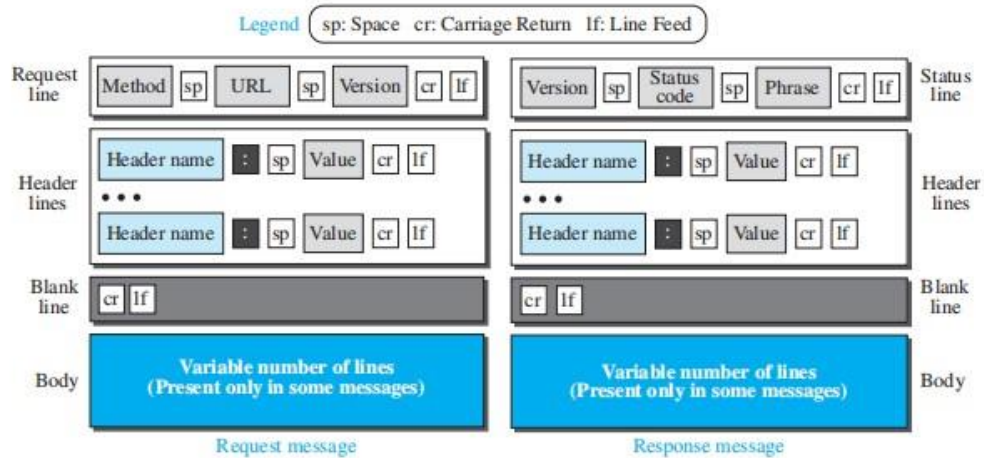 Legend sp: Space cr: Carriage Return lf: Line Feed
Request line
Method sp URL sp Version cr lf
Header lines
Header name : sp Value cr lf
• • •
Header name : sp Value cr lf
Blank line
cr lf
Body
Variable number of lines
(Present only in some messages)
Request message
Version sp Status code sp Phrase cr lf
Status line
Header name : sp Value cr lf
• • •
Header name : sp Value cr lf
Header lines
cr lf
Blank line
Variable number of lines
(Present only in some messages)
Body
Response message